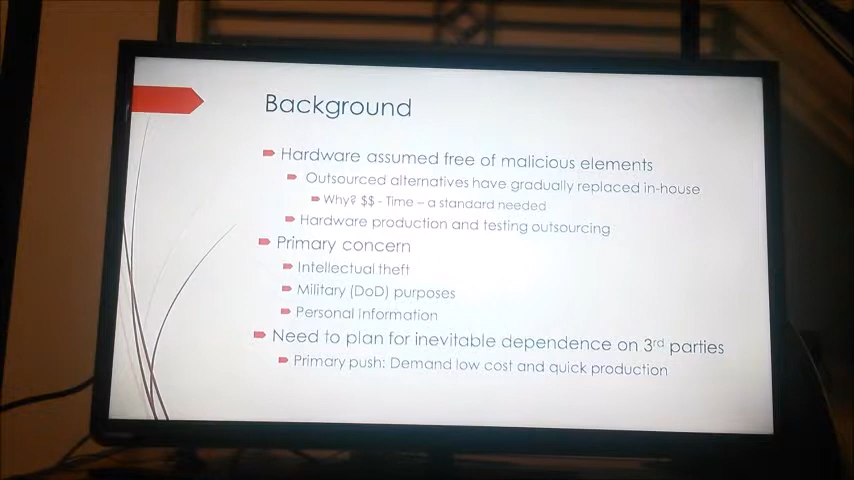 Background
Hardware assumed free of malicious elements
Outsourced alternatives have gradually replaced in-house
Why? $$ - Time – a standard needed
Hardware production and testing outsourcing
Primary concern
Intellectual theft
Military (DoD) purposes
Personal Information
Need to plan for inevitable dependence on 3rd parties
Primary push: Demand low cost and quick production